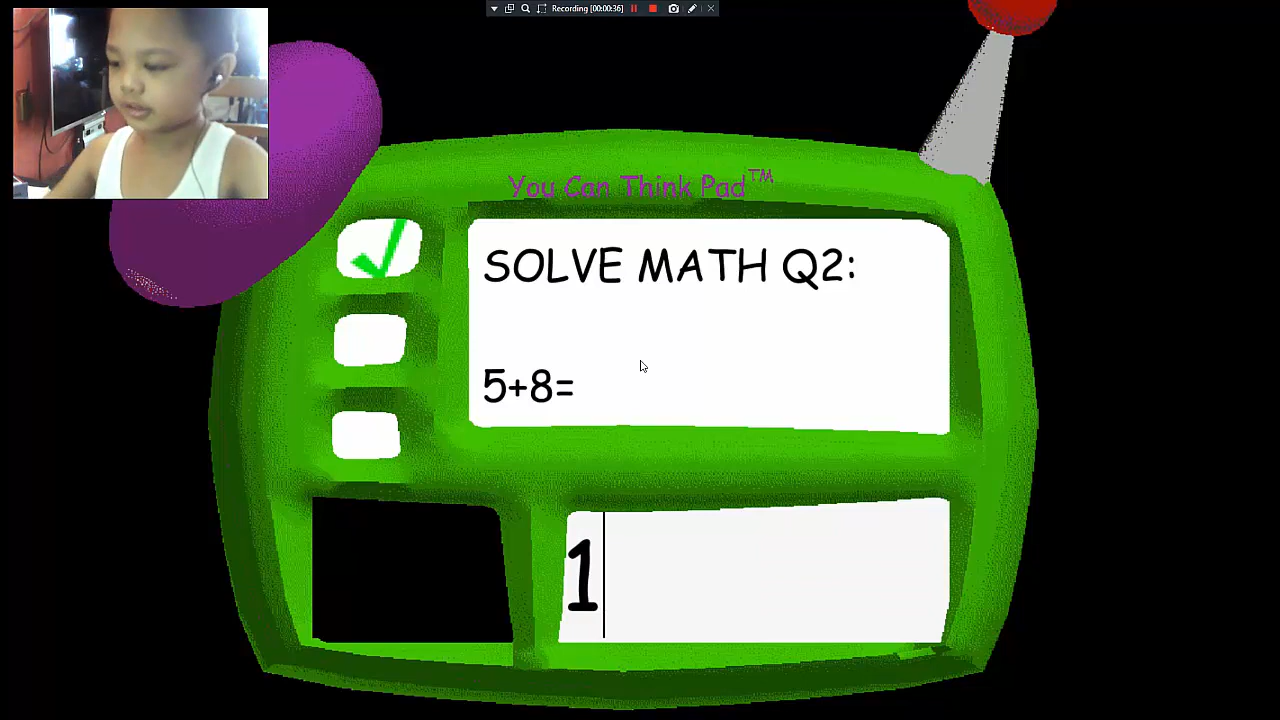 Recording [00:00:36]
You Can Think Pad™
SOLVE MATH Q2:
5+8=
1